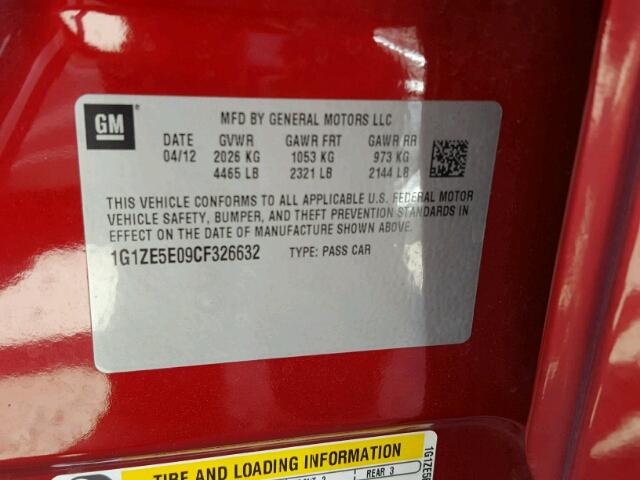 GM
MFD BY GENERAL MOTORS LLC
DATE GVWR GAWR FRT GAWR RR
04/12 2026 KG 1053 KG 973 KG
4465 LB 2321 LB 2144 LB
THIS VEHICLE CONFORMS TO ALL APPLICABLE U.S. FEDERAL MOTOR
VEHICLE SAFETY, BUMPER, AND THEFT PREVENTION STANDARDS IN
EFFECT ON THE DATE OF MANUFACTURE SHOWN ABOVE.
1G1ZE5E09CF326632 TYPE: PASS CAR
TIRE AND LOADING INFORMATION
REAR 3
1G1ZE5